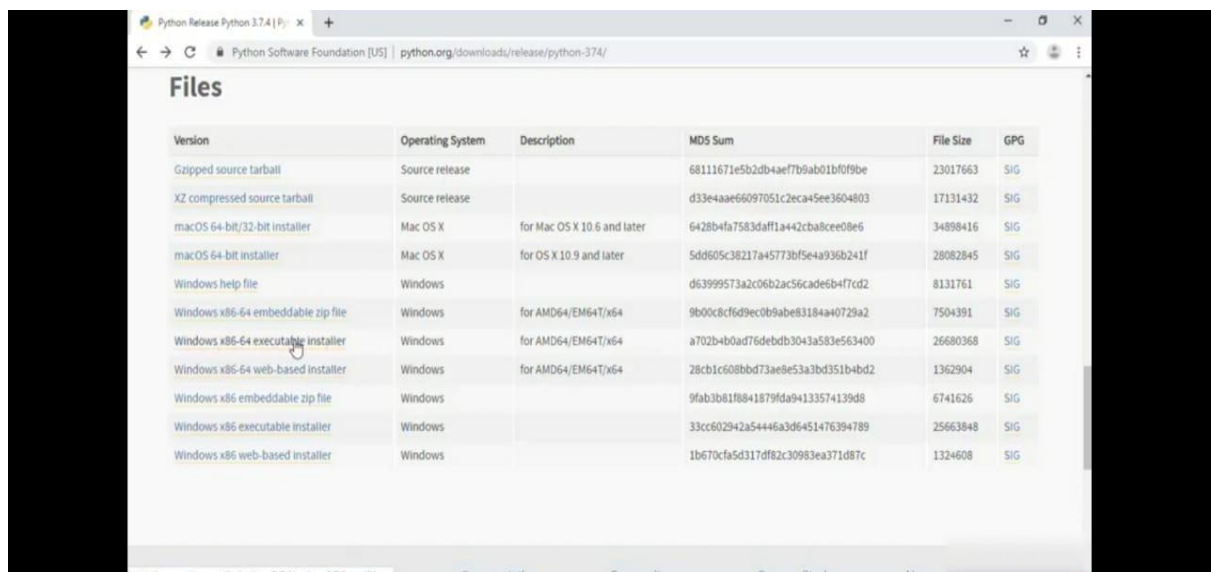 Python Release Python 3.7.4 | Py
Python Software Foundation [US] | python.org/downloads/release/python-374/
Files
Version Operating System Description MD5 Sum File Size GPG
Gzipped source tarball Source release 68111671e5b2db4aef7b9ab01bf0f9be 23017663 SIG
XZ compressed source tarball Source release d33e4aae66097051c2eca45ee3604803 17131432 SIG
macOS 64-bit/32-bit installer Mac OS X for Mac OS X 10.6 and later 6428b4fa7583daff1a442cba8cee08e6 34898416 SIG
macOS 64-bit installer Mac OS X for OS X 10.9 and later 5dd605c38217a45773bf5e4a936b241f 28082845 SIG
Windows help file Windows d63999573a2c06b2ac56cade6b4f7cd2 8131761 SIG
Windows x86-64 embeddable zip file Windows for AMD64/EM64T/x64 9b00c8cf6d9ec0b9abe83184a40729a2 7504391 SIG
Windows x86-64 executable installer Windows for AMD64/EM64T/x64 a702b4b0ad76debdb3043a583e563400 26680368 SIG
Windows x86-64 web-based installer Windows for AMD64/EM64T/x64 28cb1c608bbd73ae8e53a3bd351b4bd2 1362904 SIG
Windows x86 embeddable zip file Windows 9fab3b81f8841879fda94133574139d8 6741626 SIG
Windows x86 executable installer Windows 33cc602942a54446a3d6451476394789 25663848 SIG
Windows x86 web-based installer Windows 1b670cfa5d317df82c30983ea371d87c 1324608 SIG